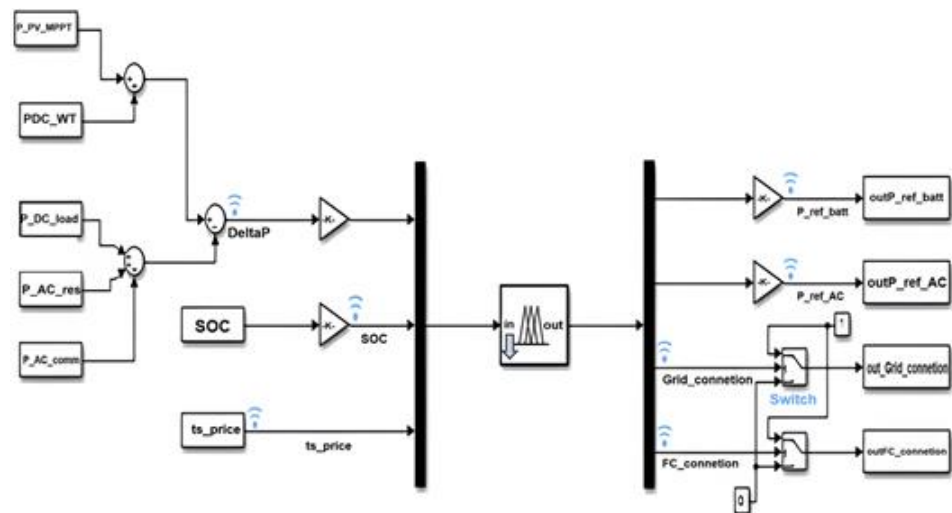 P_PV_MPPT
PDC_WT
P_DC_load
P_AC_res
P_AC_comm
DeltaP
-K-
SOC
-K-
SOC
ts_price
ts_price
in
out
-K-
P_ref_batt
outP_ref_batt
-K-
P_ref_AC
outP_ref_AC
1
Grid_connetion
Switch
out_Grid_connetion
FC_connetion
outFC_connetion